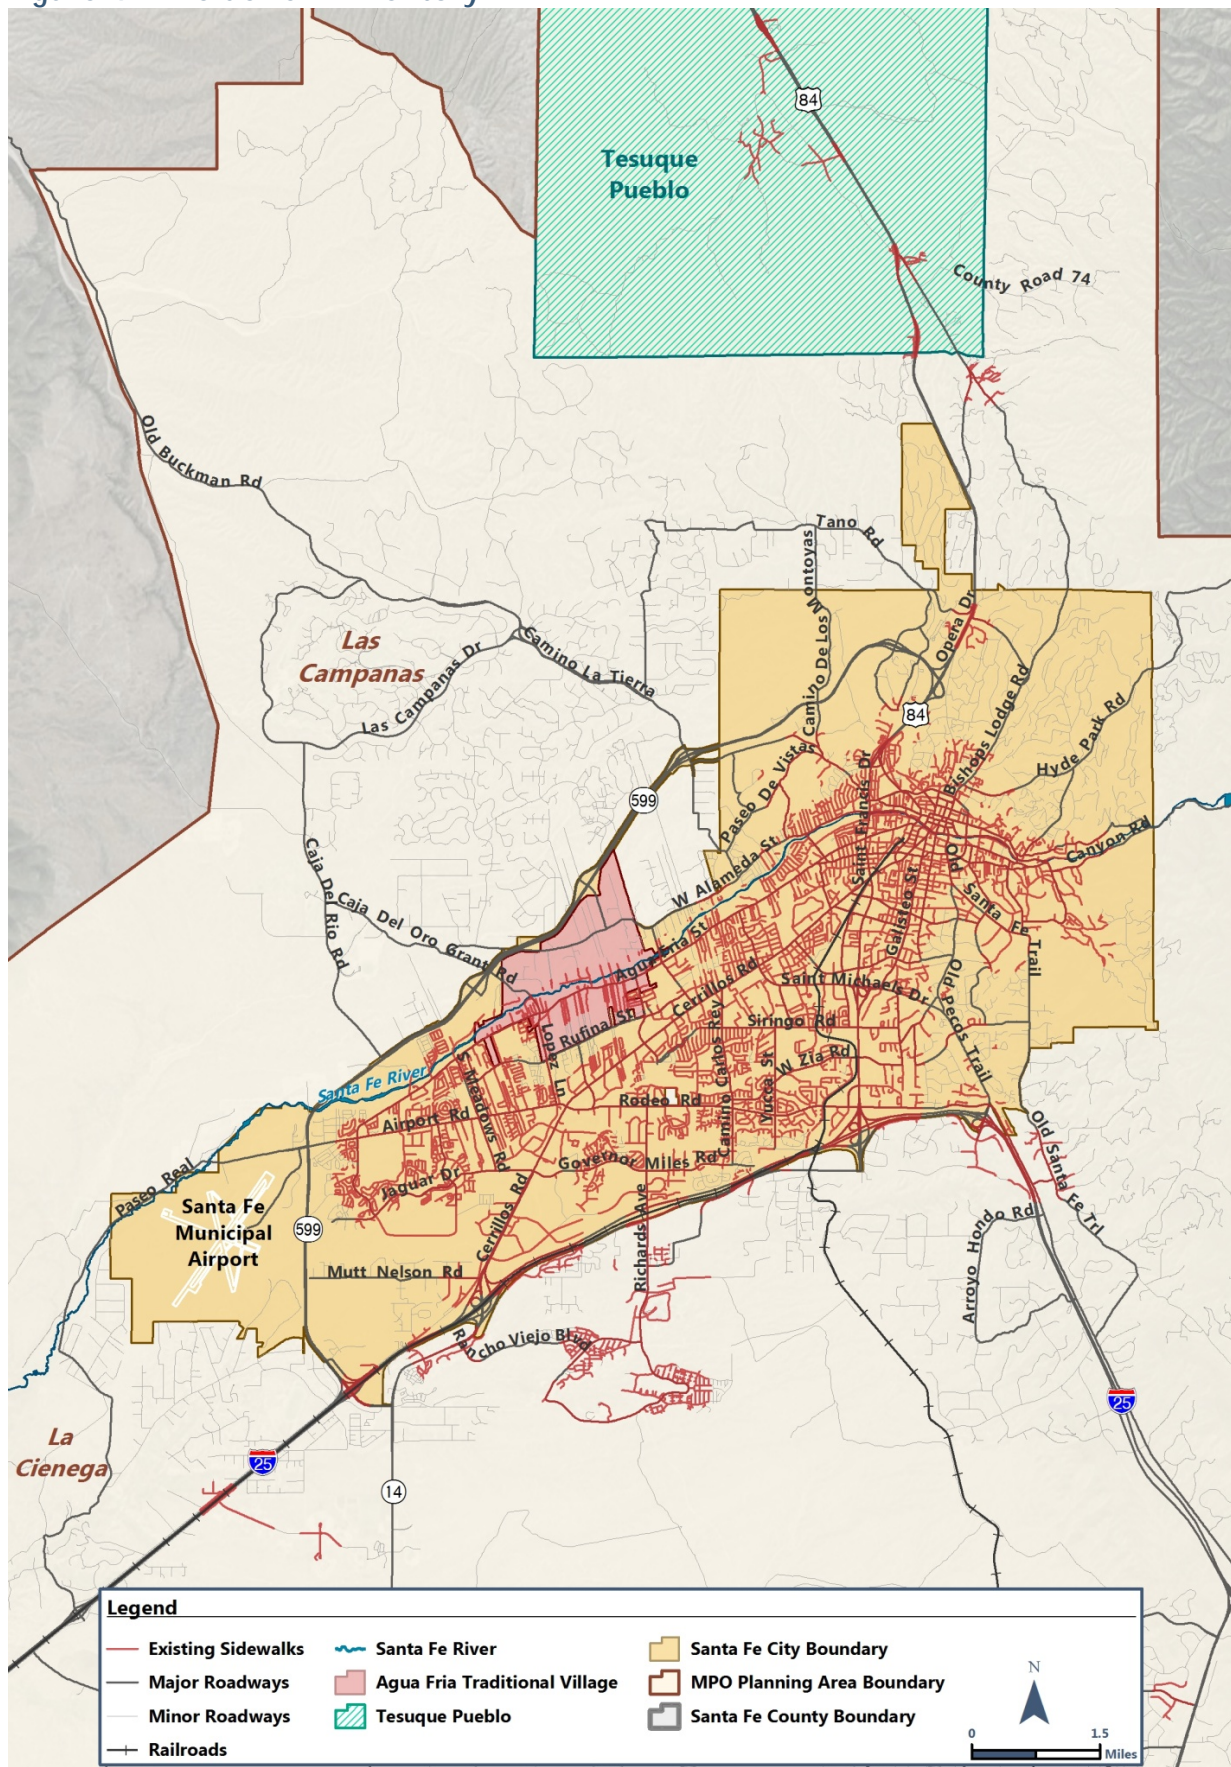 84
Tesuque
Pueblo
County Road 74
Old Buckman Rd
Tano Rd
Camino De Los Montoyas
Opera Dr
Las
Campanas
Las Campanas Dr
Camino La Tierra
84
Bishops Lodge Rd
Hyde Park Rd
Paseo De Vistas
Saint Francis Dr
599
Canyon Rd
W Alameda St
Caja Del Rio Rd
Caja Del Oro Grant Rd
Galisteo St
Old Santa Fe Trail
Agua Fria St
Cerrillos Rd
Saint Michaels Dr
Old Pecos Trail
Rufina St
Lopez Ln
Siringo Rd
Camino Carlos Rey
Yucca St
W Zia Rd
S Meadows Rd
Santa Fe River
Rodeo Rd
Airport Rd
Governor Miles Rd
Jaguar Dr
Old Santa Fe Trl
Paseo Real
Santa Fe
Municipal
Airport
599
Cerrillos Rd
Richards Ave
Arroyo Hondo Rd
Mutt Nelson Rd
Rancho Viejo Blvd
25
La
Cienega
25
14
Legend
Existing Sidewalks
Major Roadways
Minor Roadways
Railroads
Santa Fe River
Agua Fria Traditional Village
Tesuque Pueblo
Santa Fe City Boundary
MPO Planning Area Boundary
Santa Fe County Boundary
N
0 1.5
Miles